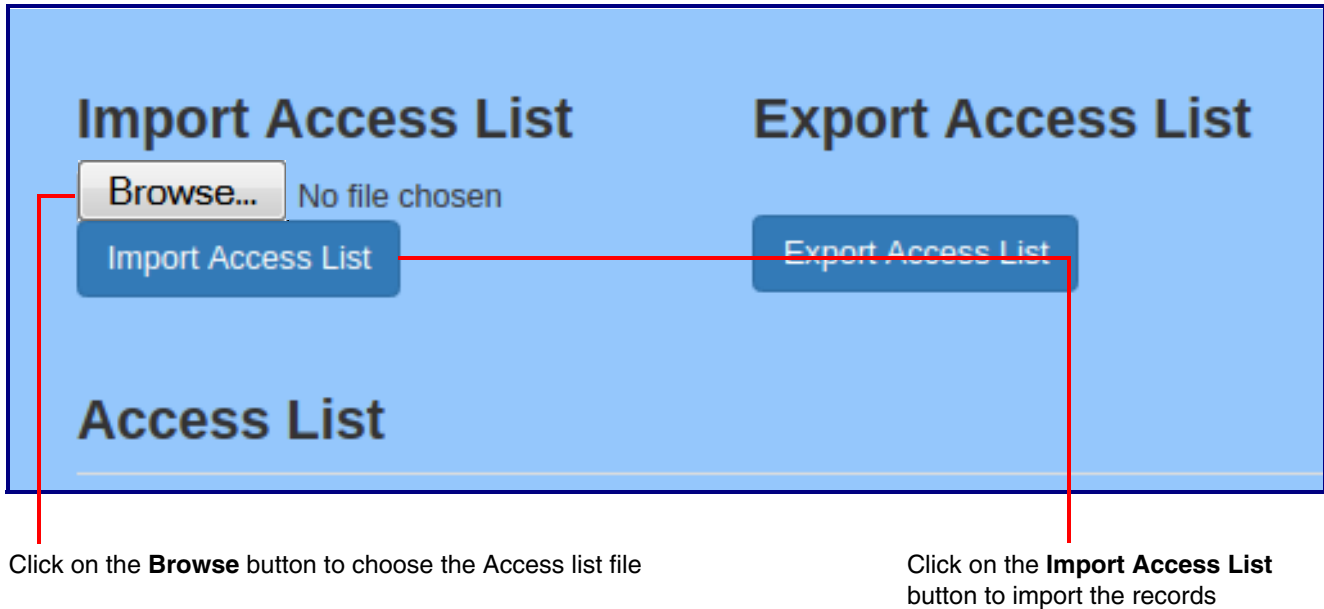 Import Access List
Export Access List
Browse...
No file chosen
Import Access List
Export Access List
Access List
Click on the Browse button to choose the Access list file
Click on the Import Access List
button to import the records